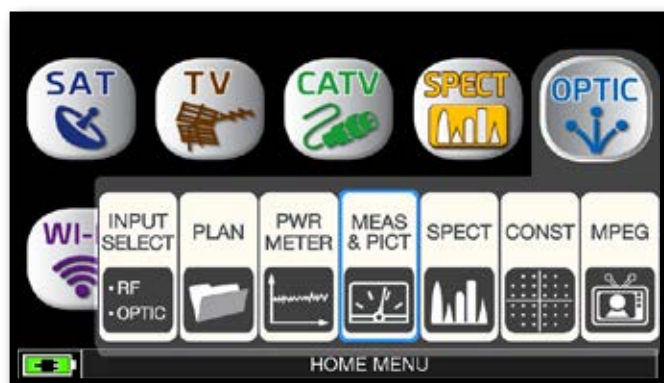 SAT
TV
CATV
SPECT
OPTIC
INPUT SELECT
PLAN
PWR METER
MEAS & PICT
SPECT
CONST
MPEG
•RF
•OPTIC
HOME MENU